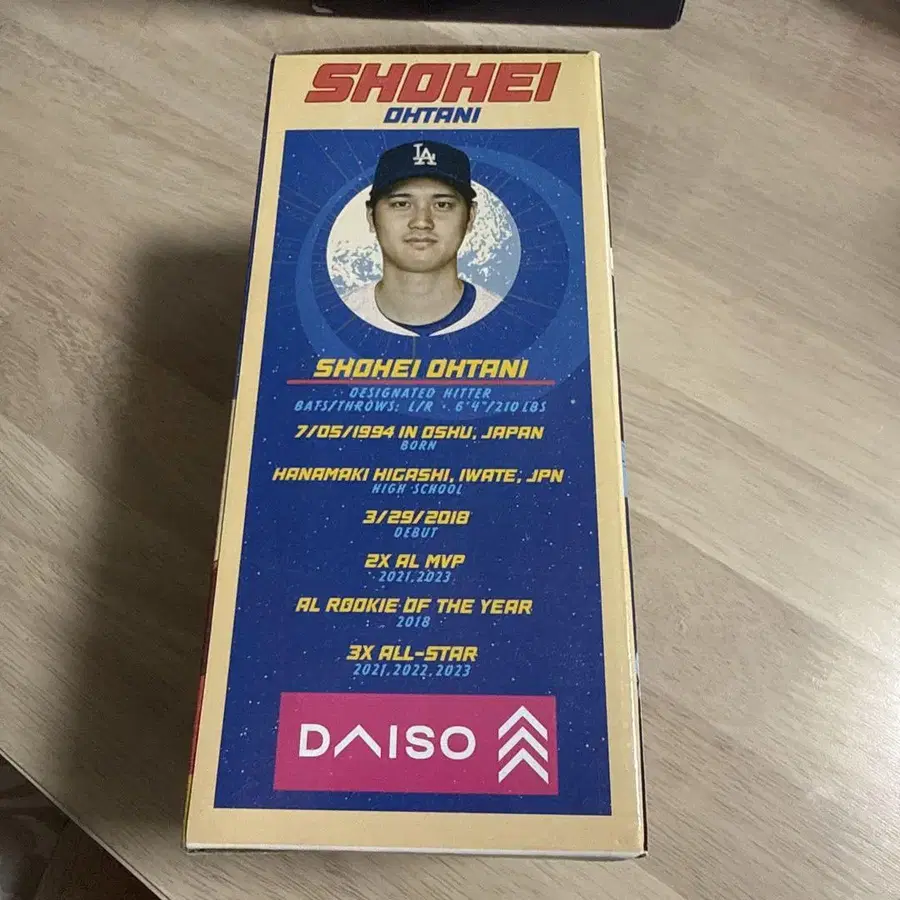 SHOHEI
OHTANI
LA
SHOHEI OHTANI
DESIGNATED HITTER
BATS/THROWS: L/R · 6'4"/210 LBS
7/05/1994 IN OSHU, JAPAN
BORN
HANAMAKI HIGASHI, IWATE, JPN
HIGH SCHOOL
3/29/2018
DEBUT
2X AL MVP
2021,2023
AL ROOKIE OF THE YEAR
2018
3X ALL-STAR
2021,2022,2023
DAISO